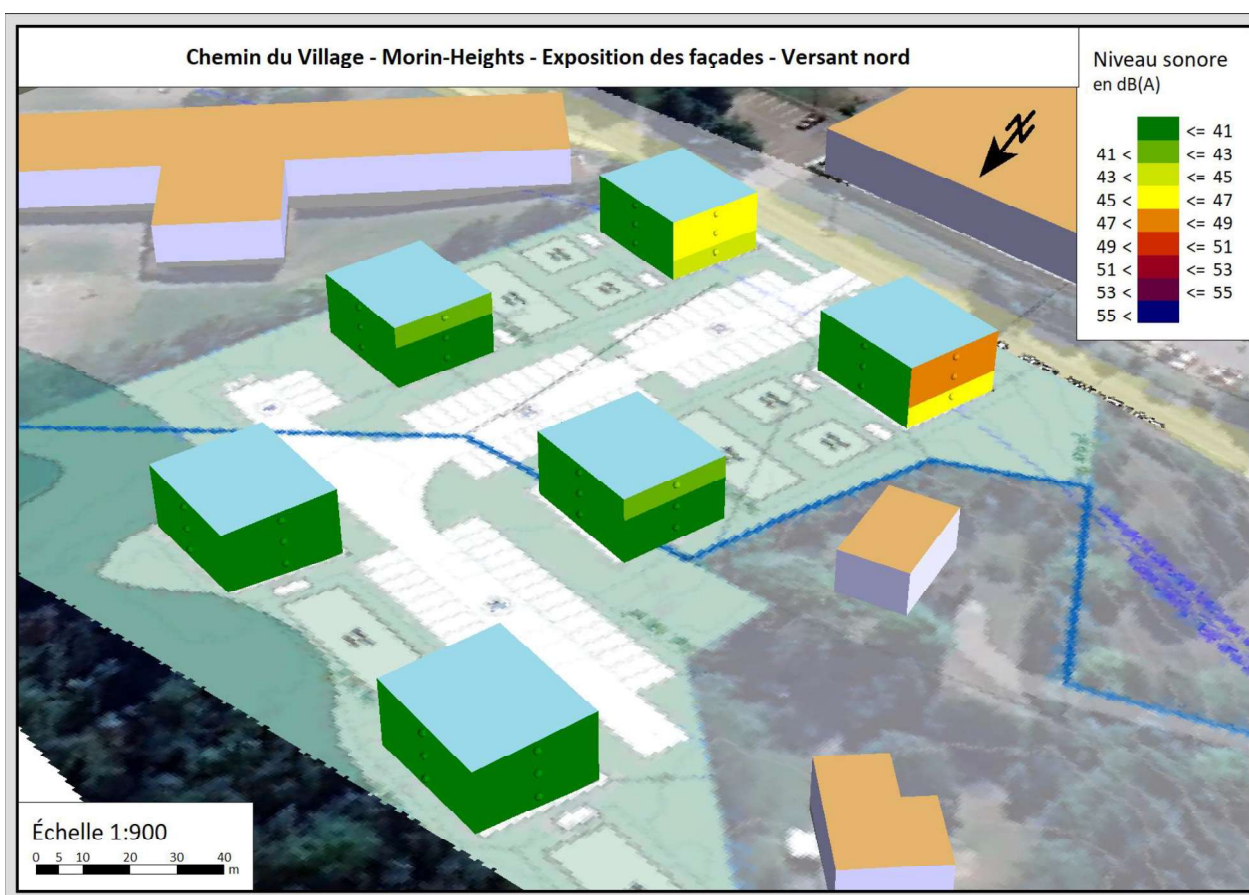 Chemin du Village - Morin-Heights - Exposition des façades - Versant nord
Niveau sonore
en dB(A)
<= 41
41 < <= 43
43 < <= 45
45 < <= 47
47 < <= 49
49 < <= 51
51 < <= 53
53 < <= 55
55 <
N
Échelle 1:900
0 5 10 20 30 40
m